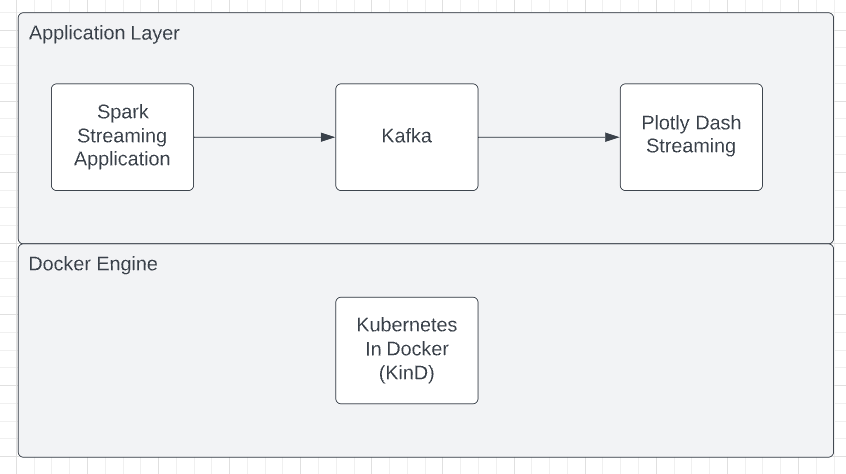 Application Layer
Spark
Streaming
Application
Kafka
Plotly Dash
Streaming
Docker Engine
Kubernetes
In Docker
(KinD)